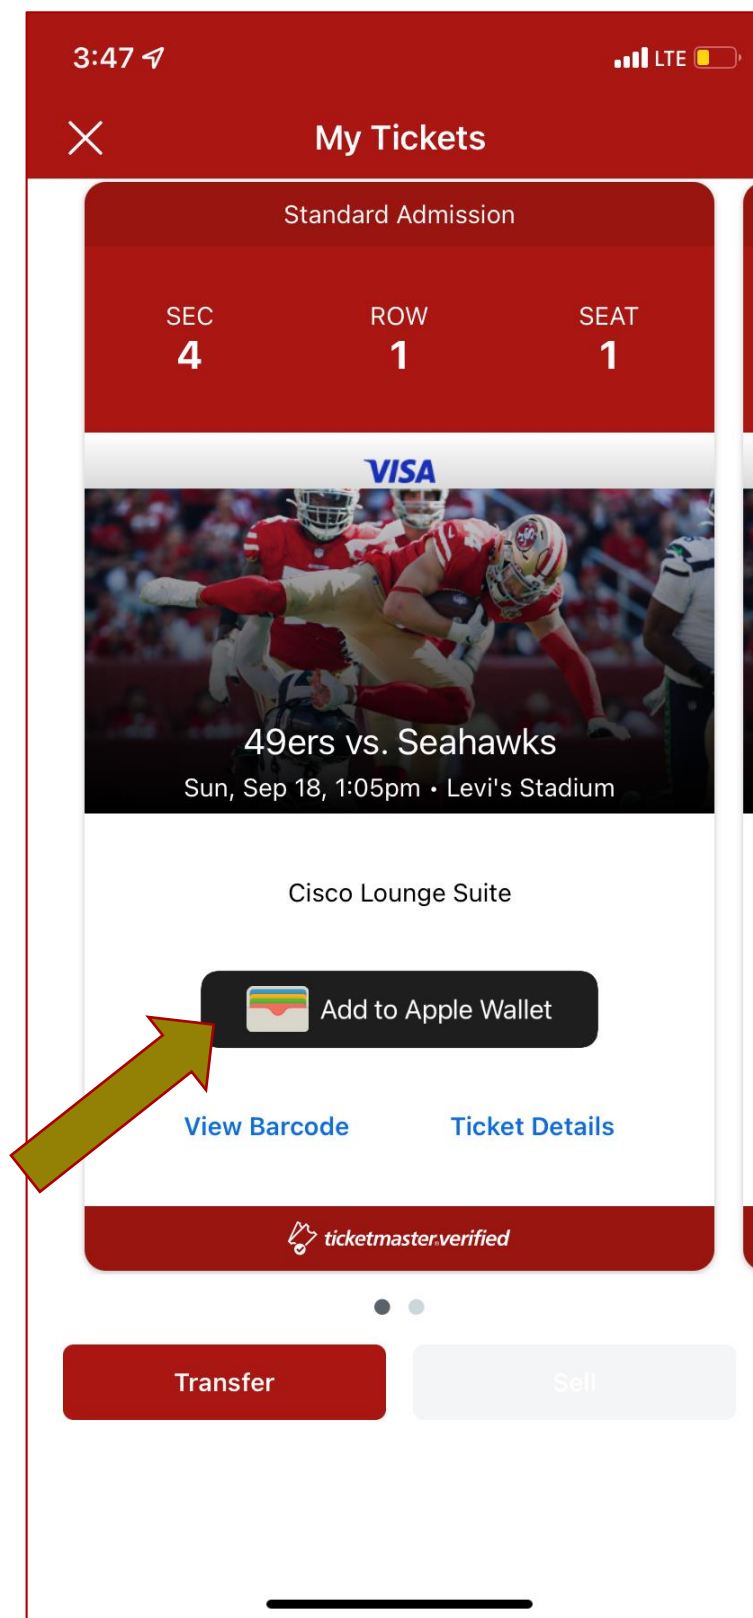 3:47
LTE
My Tickets
Standard Admission
SEC ROW SEAT
4 1 1
VISA
49ers vs. Seahawks
Sun, Sep 18, 1:05pm • Levi's Stadium
Cisco Lounge Suite
Add to Apple Wallet
View Barcode Ticket Details
ticketmaster.verified
Transfer Sell